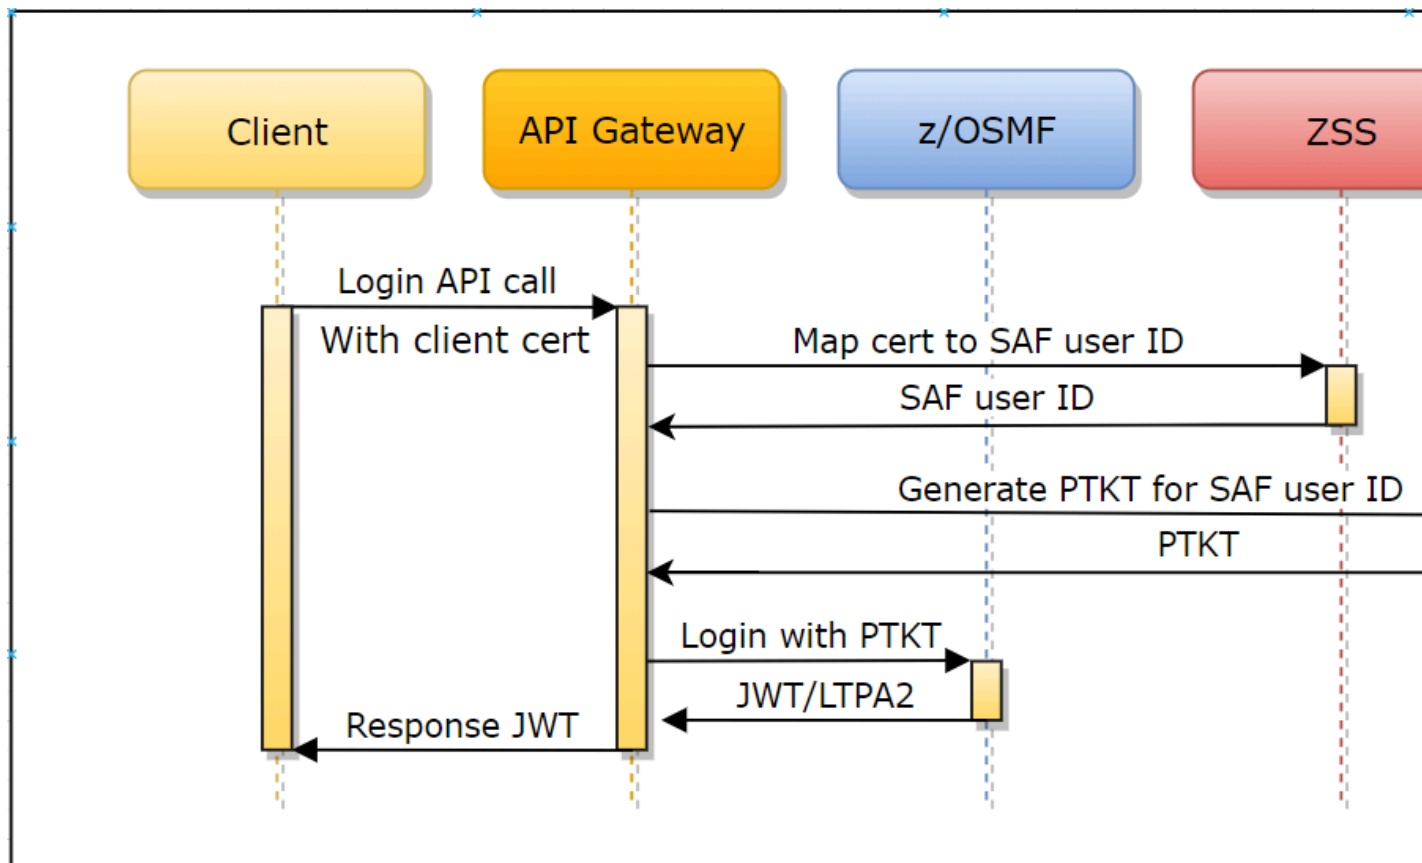 Client
API Gateway
z/OSMF
ZSS
Login API call
With client cert
Map cert to SAF user ID
SAF user ID
Generate PTKT for SAF user ID
PTKT
Login with PTKT
JWT/LTPA2
Response JWT